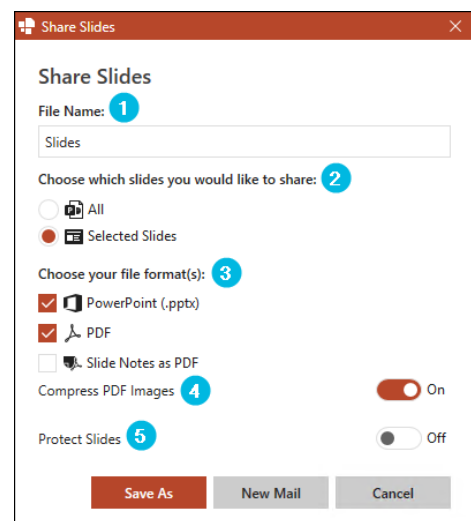 Share Slides
Share Slides
File Name: 1
Slides
Choose which slides you would like to share: 2
All
Selected Slides
Choose your file format(s): 3
PowerPoint (.pptx)
PDF
Slide Notes as PDF
Compress PDF Images 4 On
Protect Slides 5 Off
Save As New Mail Cancel